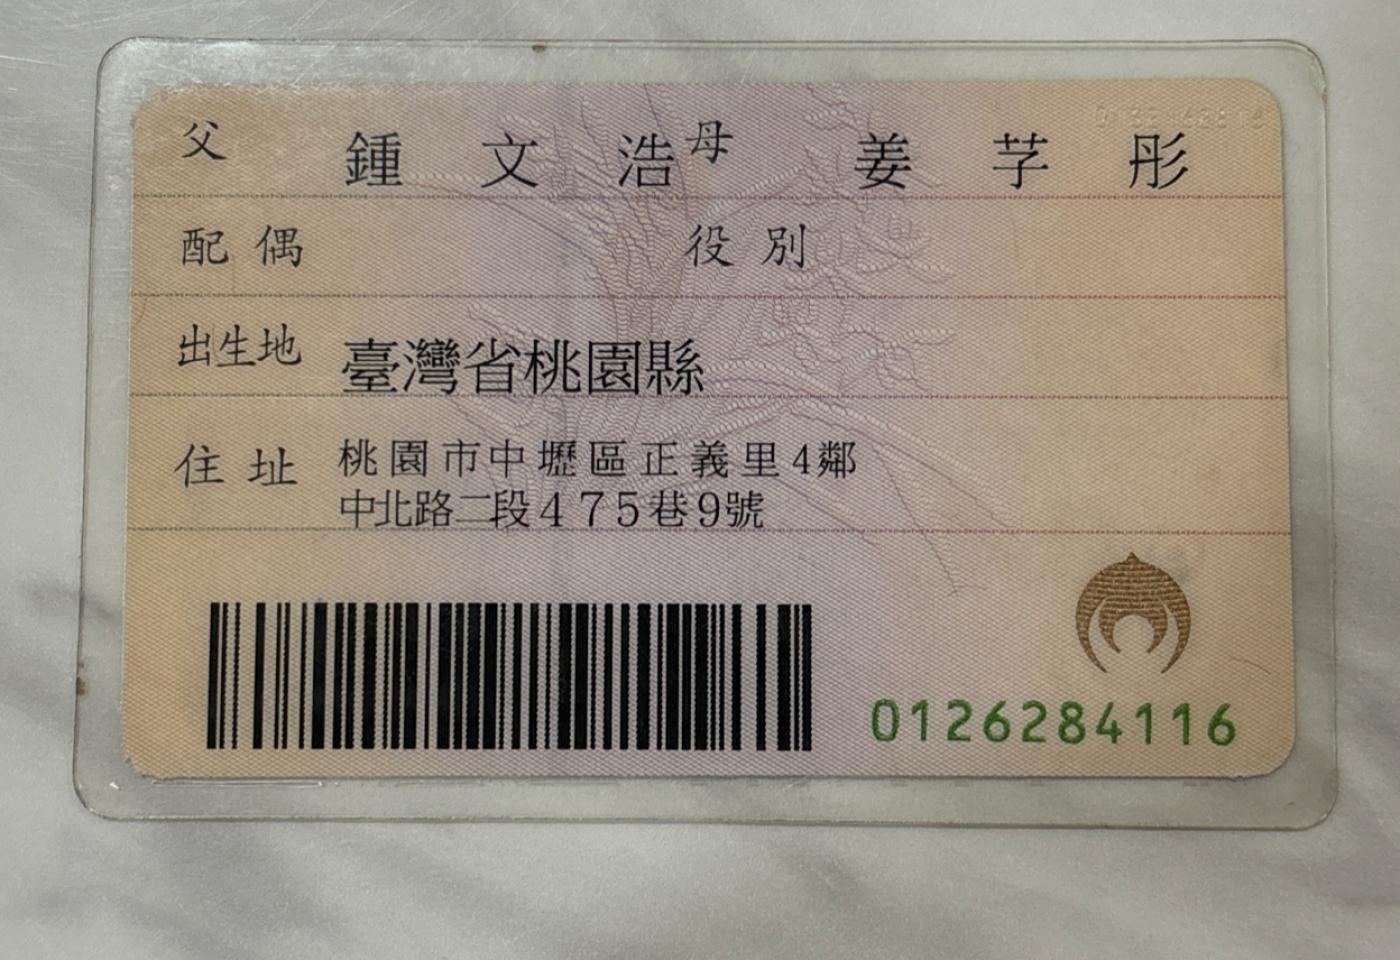 父 鍾文浩 母 姜芓彤
配偶 役別
出生地 臺灣省桃園縣
住址 桃園市中壢區正義里4鄰
中北路二段475巷9號
0126284116